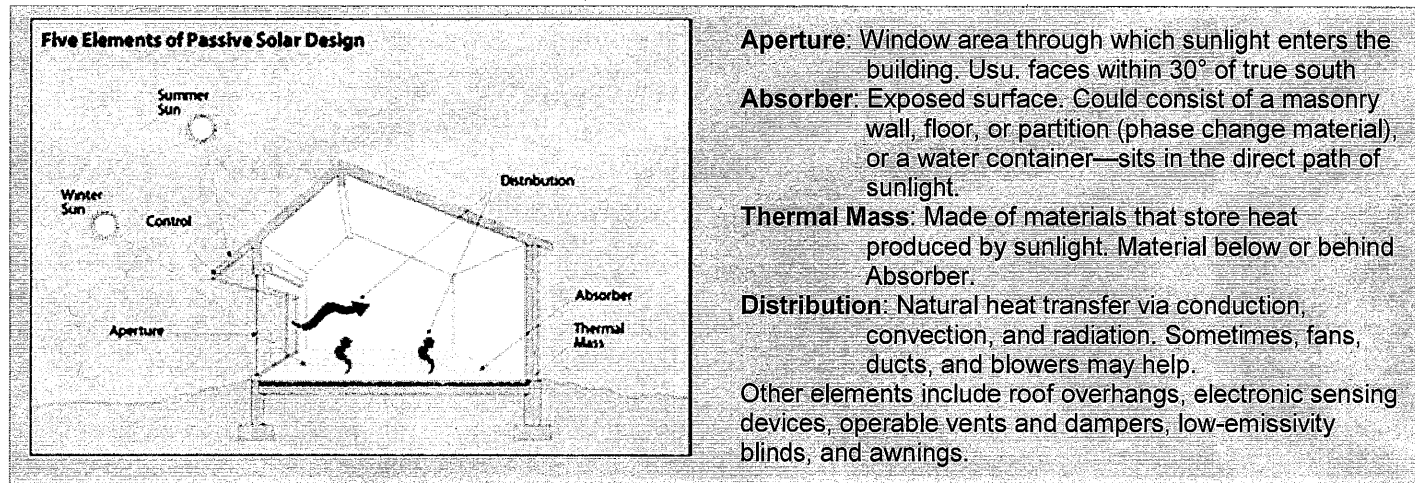 Five Elements of Passive Solar Design
Summer
Sun
Winter
Sun
Control
Distribution
Aperture
Absorber
Thermal
Mass
Aperture: Window area through which sunlight enters the
building. Usu. faces within 30° of true south
Absorber: Exposed surface. Could consist of a masonry
wall, floor, or partition (phase change material),
or a water container—sits in the direct path of
sunlight.
Thermal Mass: Made of materials that store heat
produced by sunlight. Material below or behind
Absorber.
Distribution: Natural heat transfer via conduction,
convection, and radiation. Sometimes, fans,
ducts, and blowers may help.
Other elements include roof overhangs, electronic sensing
devices, operable vents and dampers, low-emissivity
blinds, and awnings.